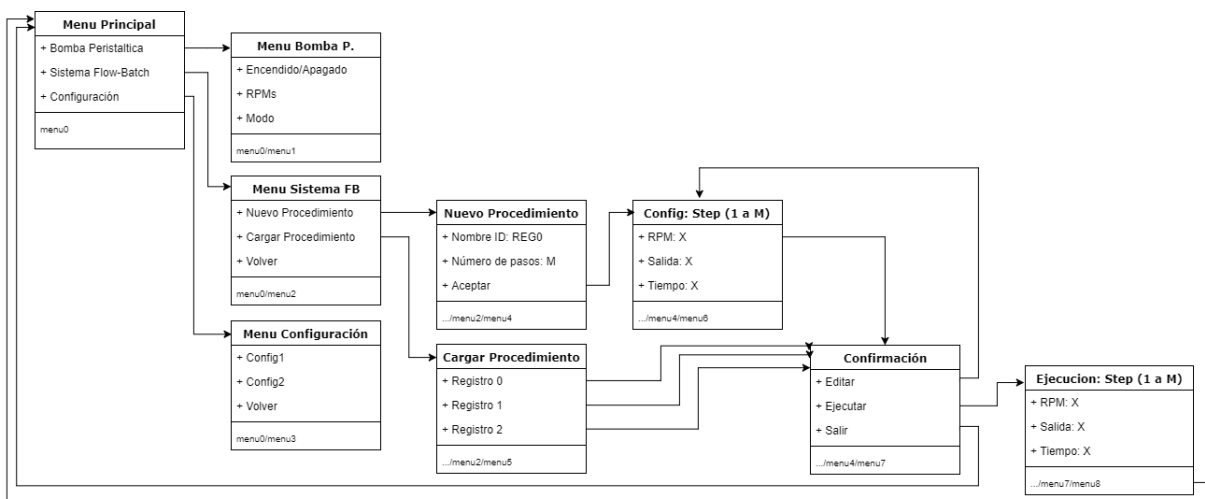 Menu Principal
+ Bomba Peristaltica
+ Sistema Flow-Batch
+ Configuración
menu0
Menu Bomba P.
+ Encendido/Apagado
+ RPMs
+ Modo
menu0/menu1
Menu Sistema FB
+ Nuevo Procedimiento
+ Cargar Procedimiento
+ Volver
menu0/menu2
Menu Configuración
+ Config1
+ Config2
+ Volver
menu0/menu3
Nuevo Procedimiento
+ Nombre ID: REG0
+ Número de pasos: M
+ Aceptar
.../menu2/menu4
Cargar Procedimiento
+ Registro 0
+ Registro 1
+ Registro 2
.../menu2/menu5
Config: Step (1 a M)
+ RPM: X
+ Salida: X
+ Tiempo: X
.../menu4/menu6
Confirmación
+ Editar
+ Ejecutar
+ Salir
.../menu4/menu7
Ejecucion: Step (1 a M)
+ RPM: X
+ Salida: X
+ Tiempo: X
.../menu7/menu8